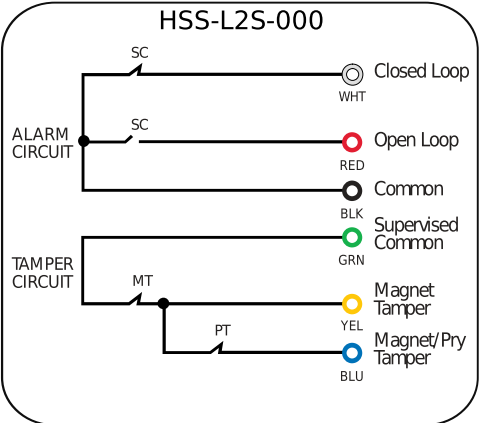 HSS-L2S-000
SC
Closed Loop
WHT
SC
ALARM
CIRCUIT
Open Loop
RED
Common
BLK
Supervised
Common
GRN
TAMPER
CIRCUIT
MT
Magnet
Tamper
YEL
PT
Magnet/Pry
Tamper
BLU